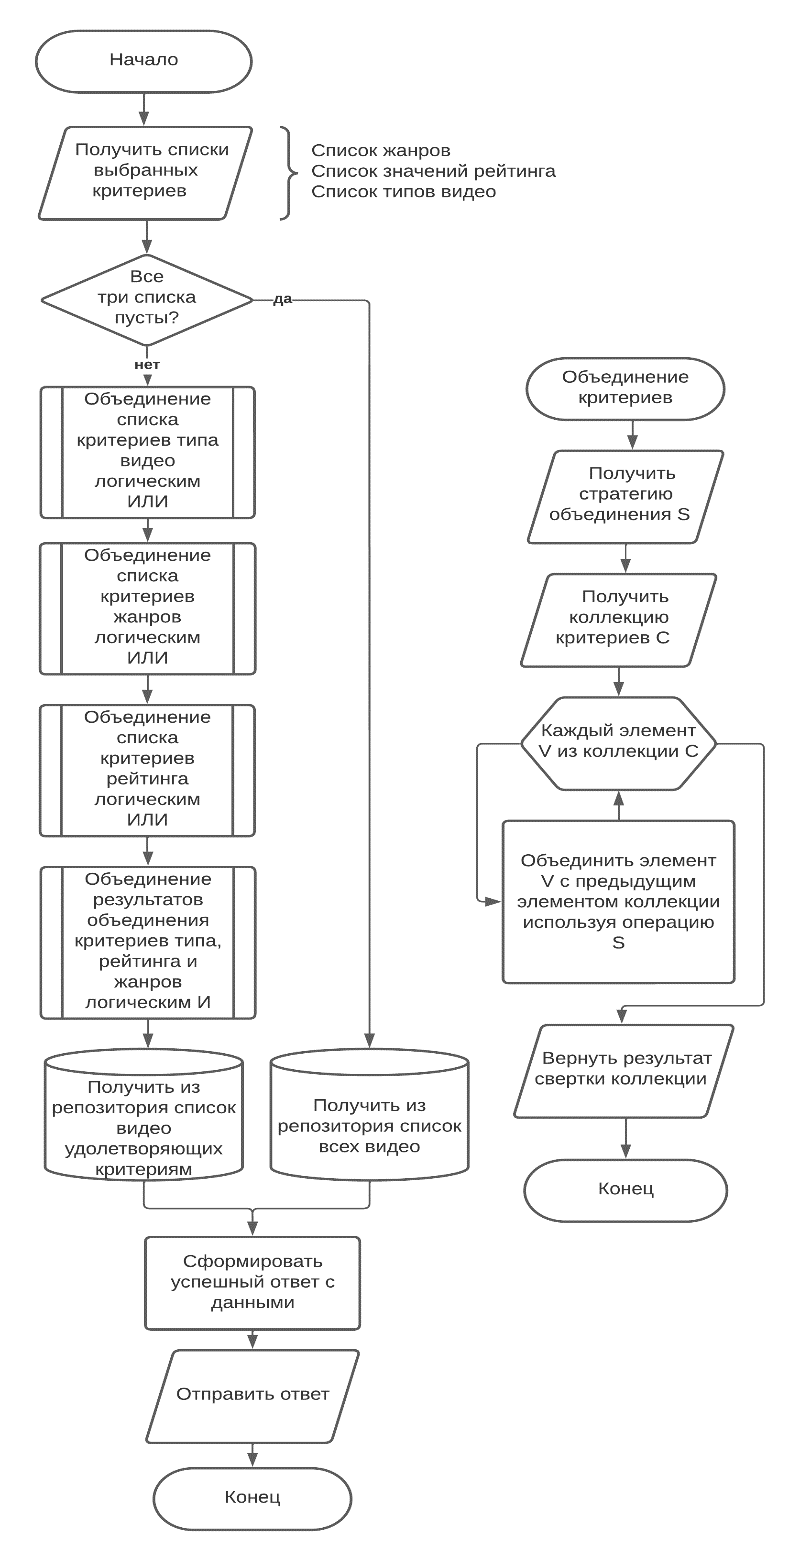 Начало
Получить списки
выбранных
критериев
Список жанров
Список значений рейтинга
Список типов видео
Все
три списка
пусты?
да
нет
Объединение
списка
критериев типа
видео
логическим
ИЛИ
Объединение
списка
критериев
жанров
логическим
ИЛИ
Объединение
списка
критериев
рейтинга
логическим
ИЛИ
Объединение
результатов
объединения
критериев типа,
рейтинга и
жанров
логическим И
Получить из
репозитория список
видео
удолетворяющих
критериям
Получить из
репозитория список
всех видео
Сформировать
успешный ответ с
данными
Отправить ответ
Конец
Объединение
критериев
Получить
стратегию
объединения S
Получить
коллекцию
критериев C
Каждый элемент
V из коллекции C
Объединить элемент
V с предыдущим
элементом коллекции
используя операцию
S
Вернуть результат
свертки коллекции
Конец